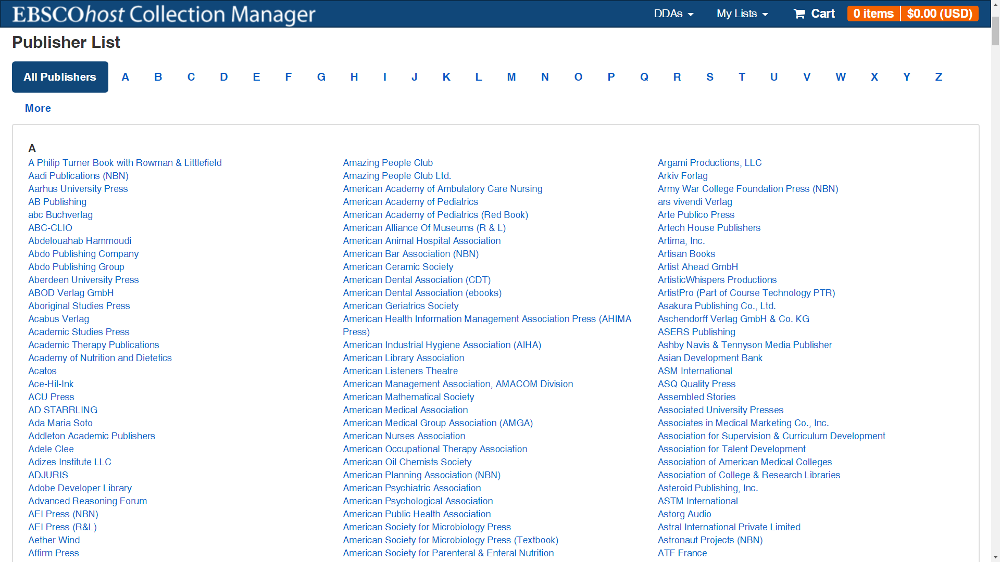 EBSCOhost Collection Manager
DDAs
My Lists
Cart
0 items
$0.00 (USD)
Publisher List
All Publishers
A B C D E F G H I J K L M N O P Q R S T U V W X Y Z
More
A
A Philip Turner Book with Rowman & Littlefield
Aadi Publications (NBN)
Aarhus University Press
AB Publishing
abc Buchverlag
ABC-CLIO
Abdelouahab Hammoudi
Abdo Publishing Company
Abdo Publishing Group
Aberdeen University Press
ABOD Verlag GmbH
Aboriginal Studies Press
Acabus Verlag
Academic Studies Press
Academic Therapy Publications
Academy of Nutrition and Dietetics
Acatos
Ace-Hil-Ink
ACU Press
AD STARRLING
Ada Maria Soto
Addleton Academic Publishers
Adele Clee
Adizes Institute LLC
ADJURIS
Adobe Developer Library
Advanced Reasoning Forum
AEI Press (NBN)
AEI Press (R&L)
Aether Wind
Affirm Press
Amazing People Club
Amazing People Club Ltd.
American Academy of Ambulatory Care Nursing
American Academy of Pediatrics
American Academy of Pediatrics (Red Book)
American Alliance Of Museums (R & L)
American Animal Hospital Association
American Bar Association (NBN)
American Ceramic Society
American Dental Association (CDT)
American Dental Association (ebooks)
American Geriatrics Society
American Health Information Management Association Press (AHIMA
Press)
American Industrial Hygiene Association (AIHA)
American Library Association
American Listeners Theatre
American Management Association, AMACOM Division
American Mathematical Society
American Medical Association
American Medical Group Association (AMGA)
American Nurses Association
American Occupational Therapy Association
American Oil Chemists Society
American Planning Association (NBN)
American Psychiatric Association
American Psychological Association
American Public Health Association
American Society for Microbiology Press
American Society for Microbiology Press (Textbook)
American Society for Parenteral & Enteral Nutrition
Argami Productions, LLC
Arkiv Forlag
Army War College Foundation Press (NBN)
ars vivendi Verlag
Arte Publico Press
Artech House Publishers
Artima, Inc.
Artisan Books
Artist Ahead GmbH
ArtisticWhispers Productions
ArtistPro (Part of Course Technology PTR)
Asakura Publishing Co., Ltd.
Aschendorff Verlag GmbH & Co. KG
ASERS Publishing
Ashby Navis & Tennyson Media Publisher
Asian Development Bank
ASM International
ASQ Quality Press
Assembled Stories
Associated University Presses
Associates in Medical Marketing Co., Inc.
Association for Supervision & Curriculum Development
Association for Talent Development
Association of American Medical Colleges
Association of College & Research Libraries
Asteroid Publishing, Inc.
ASTM International
Astorg Audio
Astral International Private Limited
Astronaut Projects (NBN)
ATF France